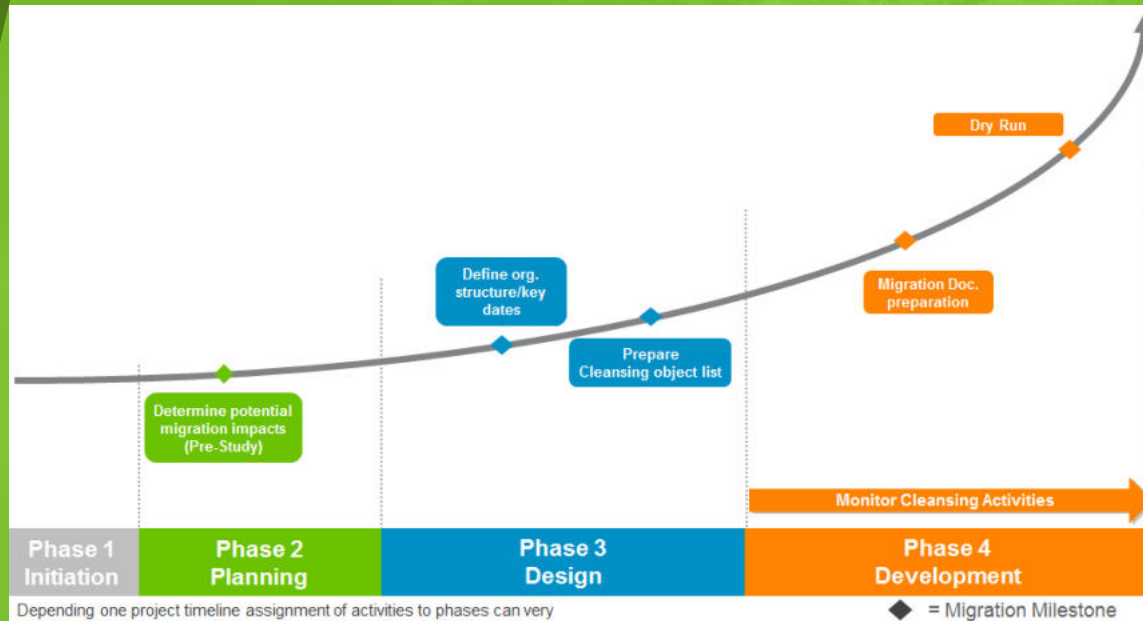 Dry Run
Define org.
structure/key
dates
Migration Doc.
preparation
Prepare
Cleansing object list
Determine potential
migration impacts
(Pre-Study)
Monitor Cleansing Activities
Phase 1
Initiation
Phase 2
Planning
Phase 3
Design
Phase 4
Development
Depending one project timeline assignment of activities to phases can very
= Migration Milestone